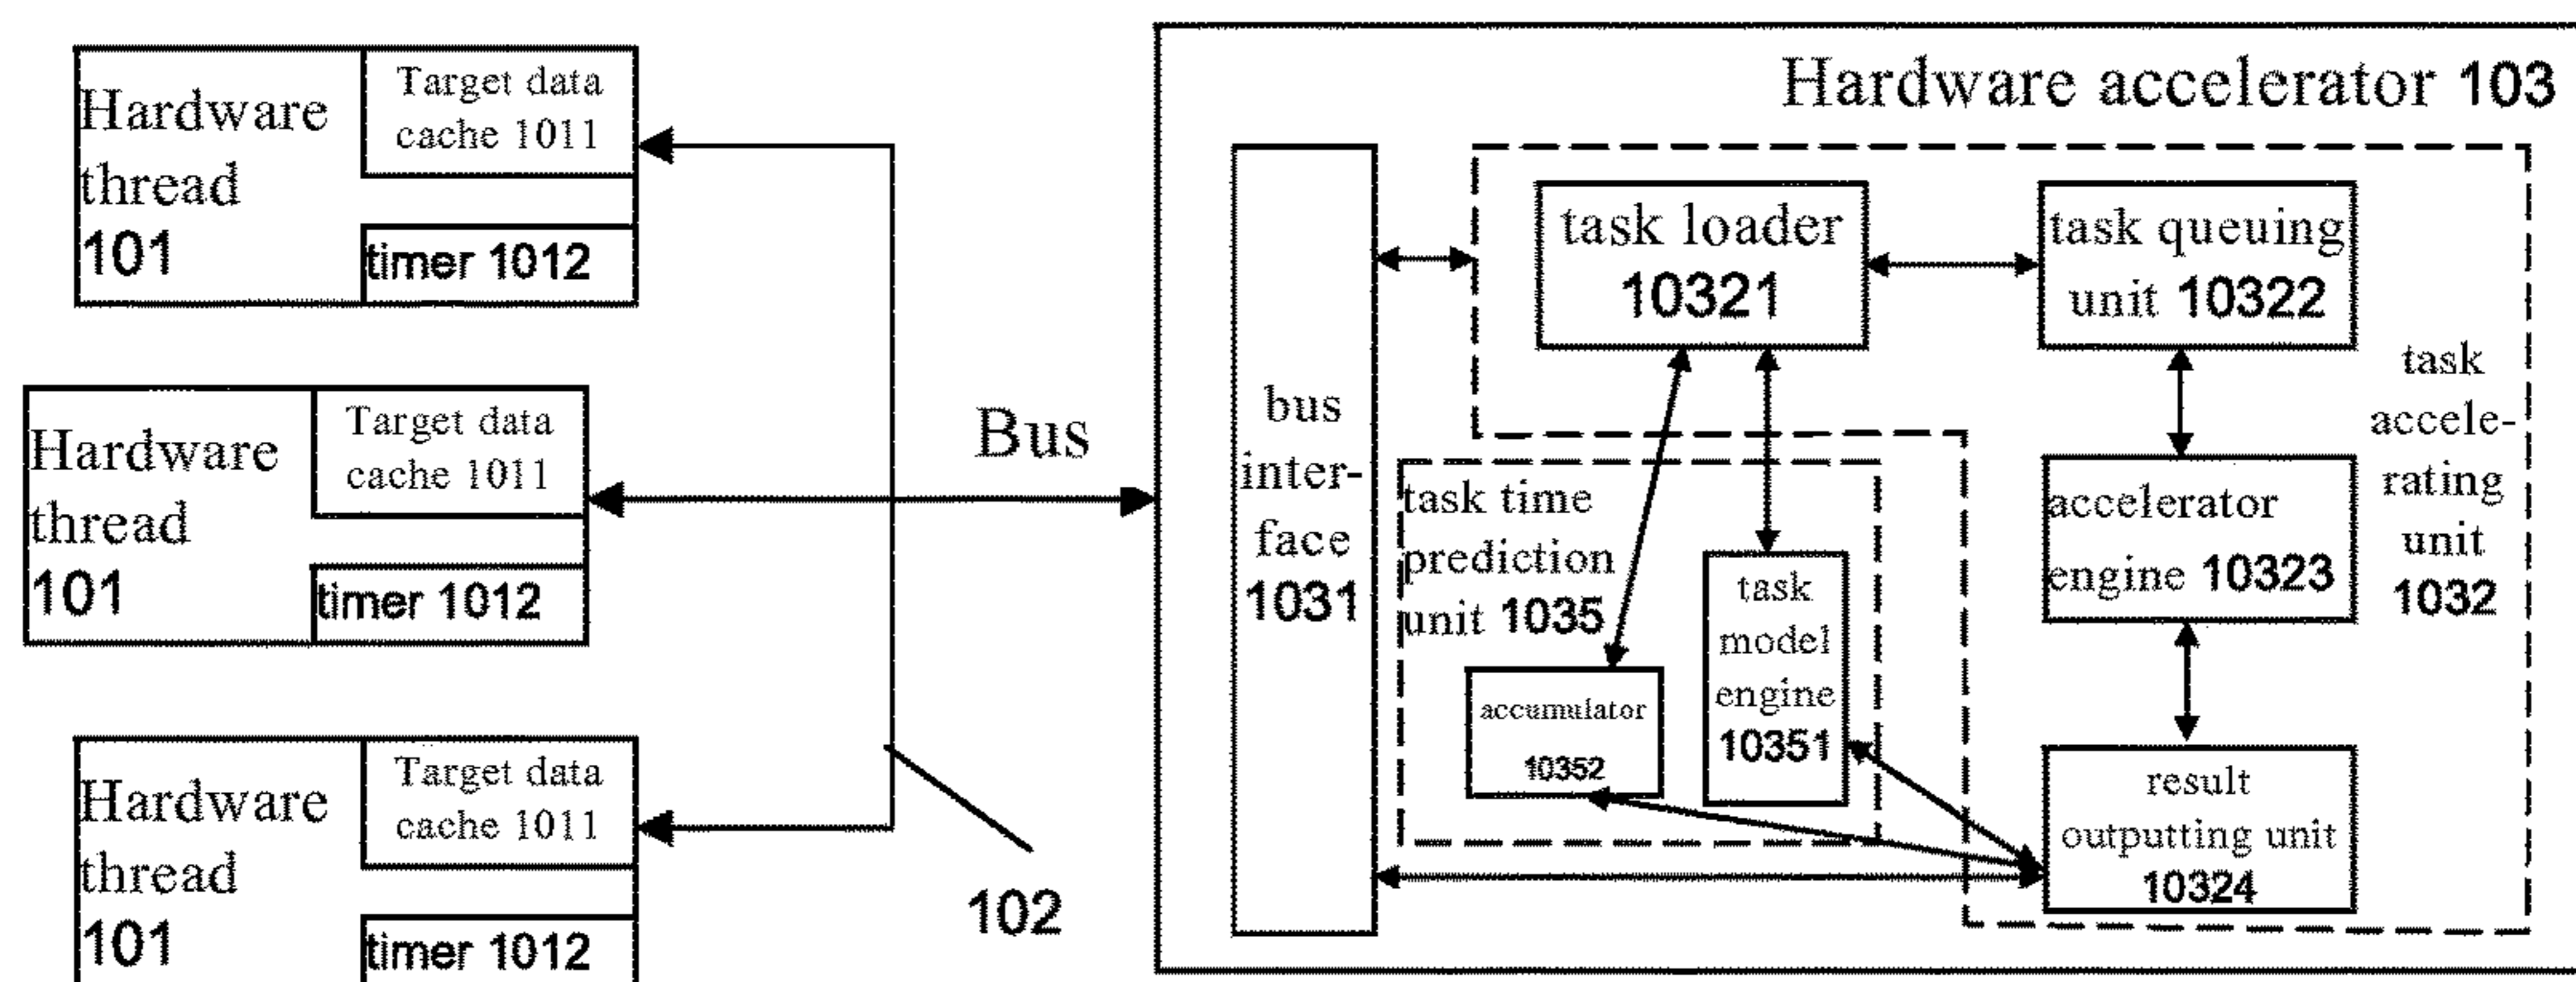 Hardware
thread
101
Target data
cache 1011
timer 1012
Hardware
thread
101
Target data
cache 1011
timer 1012
Hardware
thread
101
Target data
cache 1011
timer 1012
Bus
102
Hardware accelerator 103
bus
inter-
face
1031
task loader
10321
task queuing
unit 10322
task
accele-
rating
unit
1032
task time
prediction
unit 1035
accumulator
10352
task
model
engine
10351
accelerator
engine 10323
result
outputting unit
10324